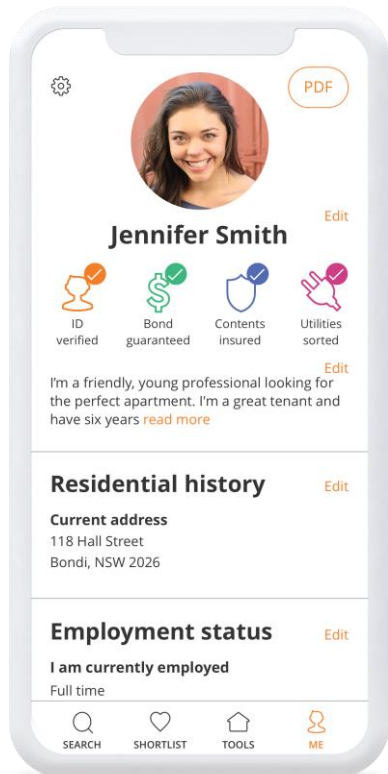 PDF
Edit
Jennifer Smith
ID
verified
Bond
guaranteed
Contents
insured
Utilities
sorted
Edit
I'm a friendly, young professional looking for
the perfect apartment. I'm a great tenant and
have six years read more
Residential history
Edit
Current address
118 Hall Street
Bondi, NSW 2026
Employment status
Edit
I am currently employed
Full time
SEARCH
SHORTLIST
TOOLS
ME